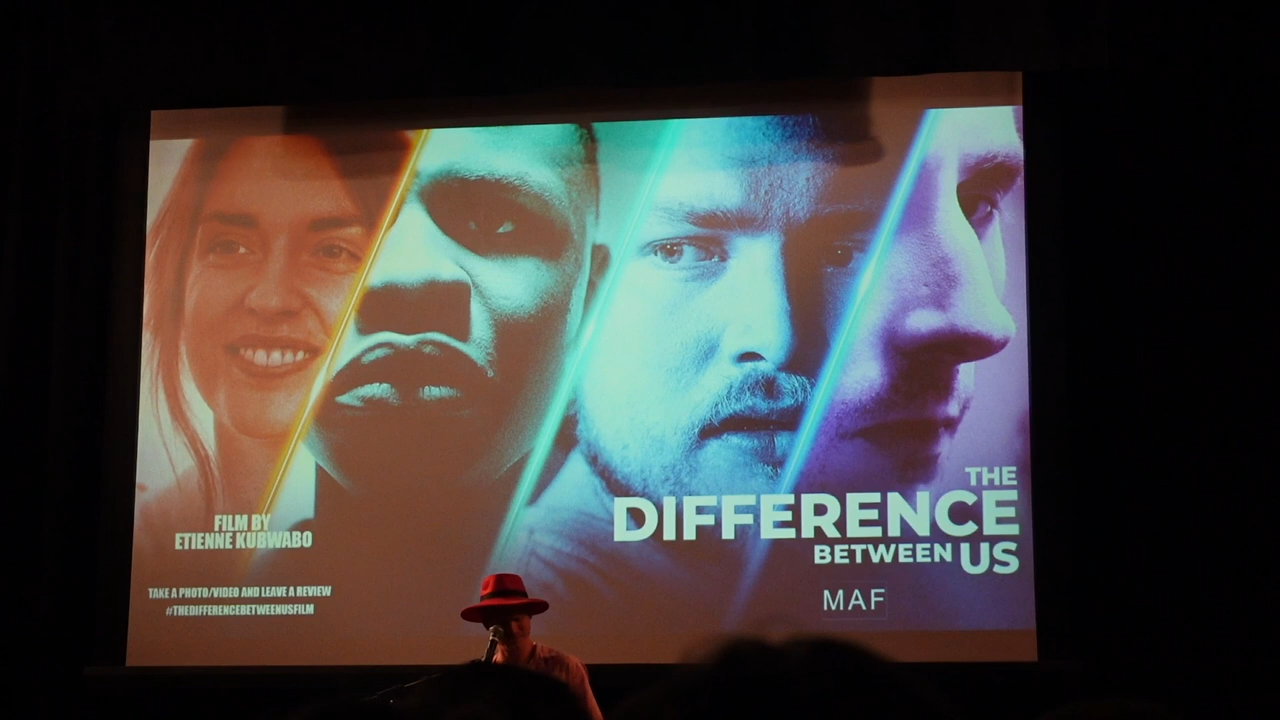 FILM BY
ETIENNE KUBWABO
TAKE A PHOTO/VIDEO AND LEAVE A REVIEW
#THEDIFFERENCEBETWEENUSFILM
THE
DIFFERENCE
BETWEEN US
MAF